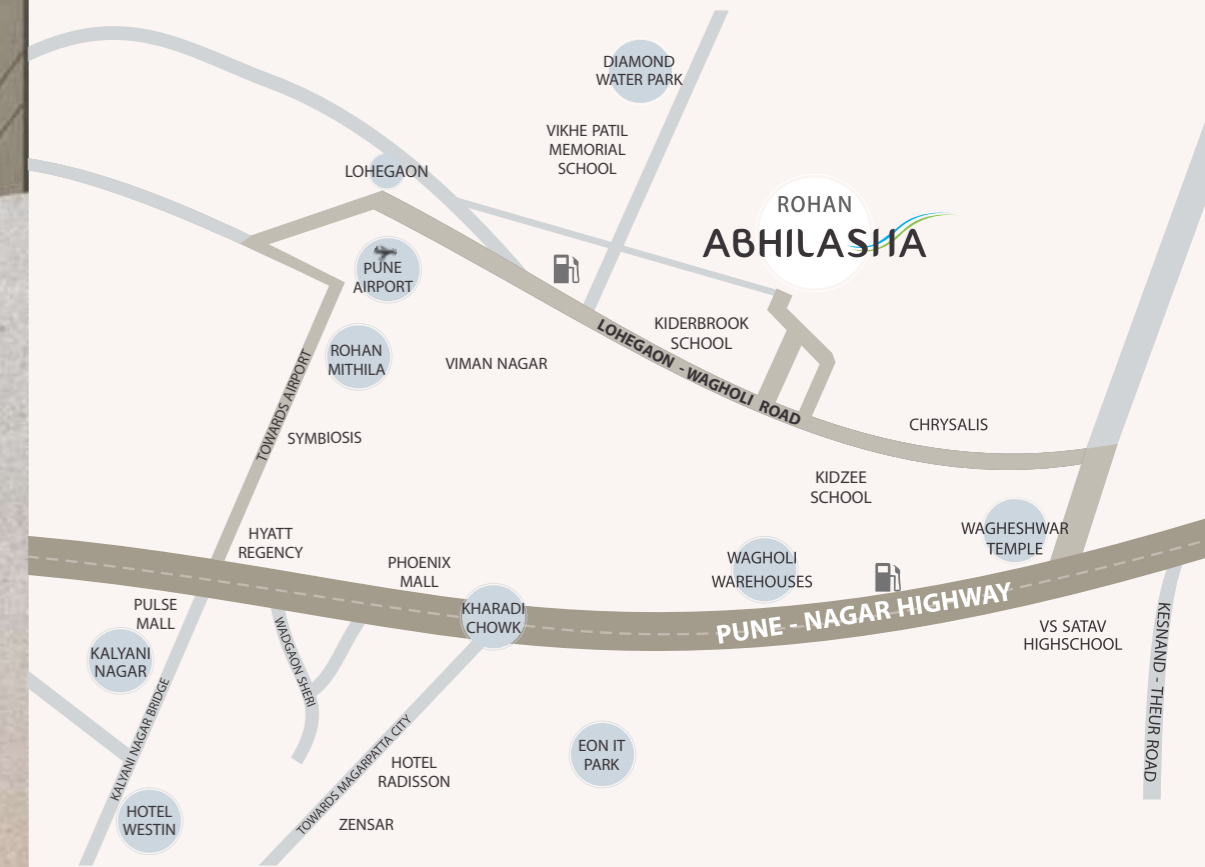 DIAMOND
WATER PARK
VIKHE PATIL
MEMORIAL
SCHOOL
LOHEGAON
ROHAN
ABHILASHA
PUNE
AIRPORT
KIDERBROOK
SCHOOL
LOHEGAON - WAGHOLI ROAD
ROHAN
MITHILA
VIMAN NAGAR
TOWARDS AIRPORT
SYMBIOSIS
CHRYSALIS
KIDZEE
SCHOOL
HYATT
REGENCY
WAGHESHWAR
TEMPLE
PHOENIX
MALL
WAGHOLI
WAREHOUSES
PULSE
MALL
KHARADI
CHOWK
PUNE - NAGAR HIGHWAY
VS SATAV
HIGHSCHOOL
KESNAND - THEUR ROAD
KALYANI
NAGAR
WADGAON SHERI
KALYANI NAGAR BRIDGE
TOWARDS MAGARPATTA CITY
EON IT
PARK
HOTEL
RADISSON
HOTEL
WESTIN
ZENSAR